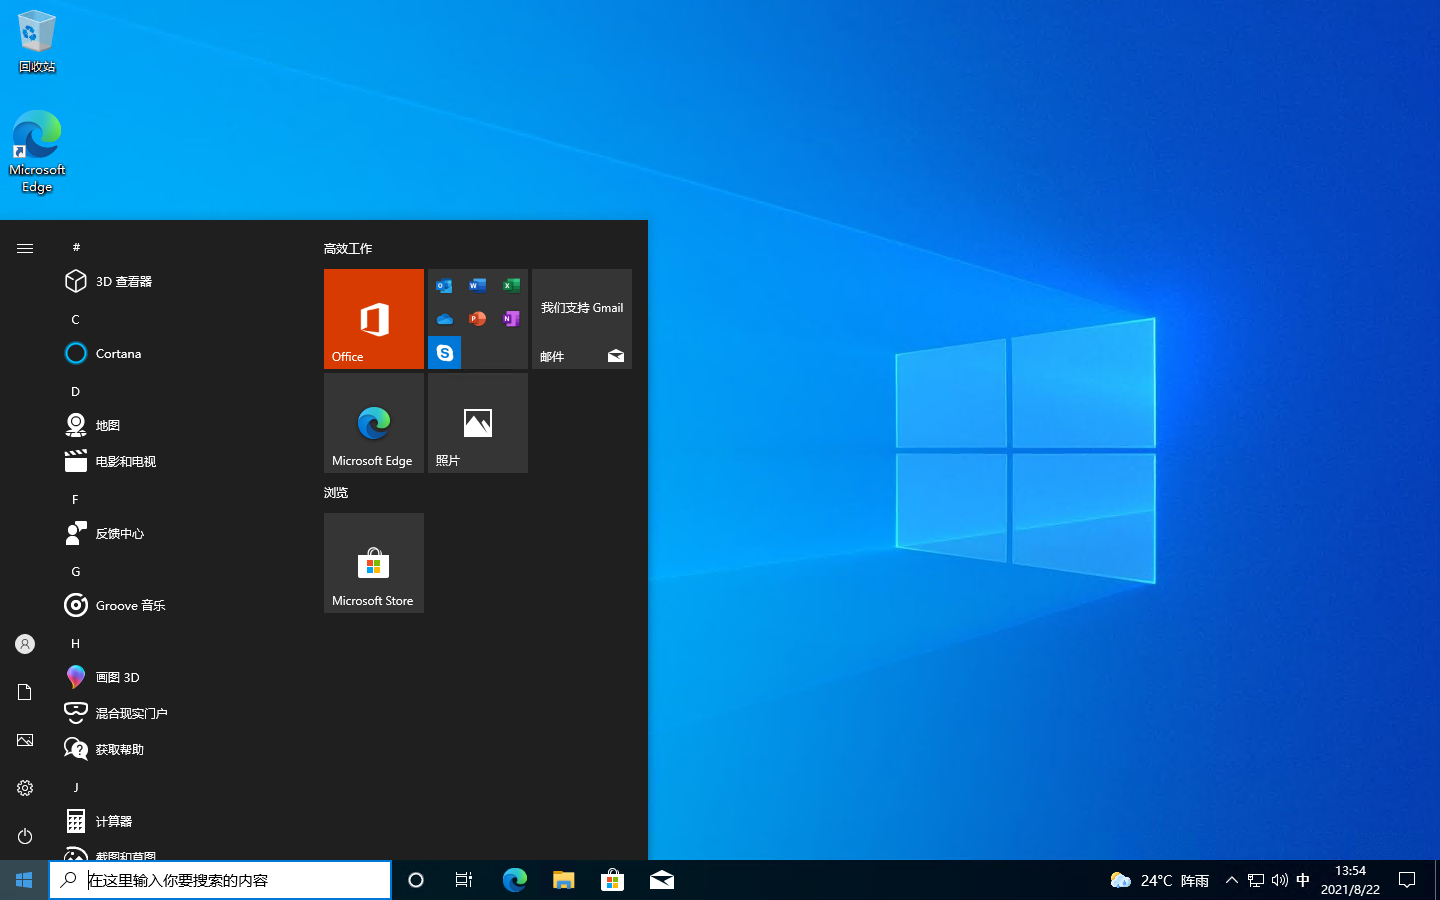 回收站
Microsoft
Edge
#
3D 查看器
C
Cortana
D
地图
电影和电视
F
反馈中心
G
Groove 音乐
H
画图 3D
混合现实门户
获取帮助
J
计算器
截图和草图
高效工作
Office
我们支持 Gmail
邮件
Microsoft Edge
照片
浏览
Microsoft Store
在这里输入你要搜索的内容
24°C 阵雨
中
13:54
2021/8/22